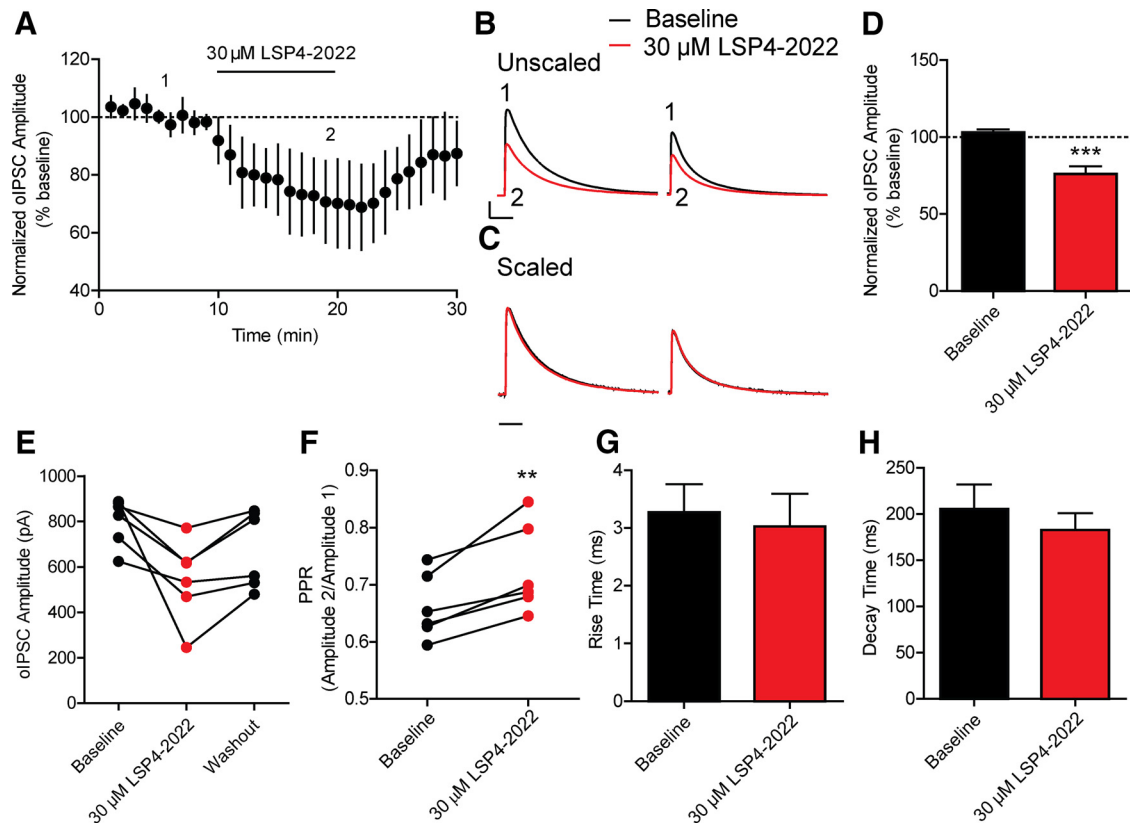 A
30 µM LSP4-2022
1
2
120
100
80
60
40
0
10
20
30
Normalized oIPSC Amplitude
(% baseline)
Time (min)
B
Baseline
30 µM LSP4-2022
Unscaled
1
2
1
2
C
Scaled
D
150
100
50
0
Normalized oIPSC Amplitude
(% baseline)
***
Baseline
30 µM LSP4-2022
E
1000
800
600
400
200
0
oIPSC Amplitude (pA)
Baseline
30 µM LSP4-2022
Washout
F
0.9
0.8
0.7
0.6
0.5
PPR
(Amplitude 2/Amplitude 1)
**
Baseline
30 µM LSP4-2022
G
4
3
2
1
0
Rise Time (ms)
Baseline
30 µM LSP4-2022
H
250
200
150
100
50
0
Decay Time (ms)
Baseline
30 µM LSP4-2022